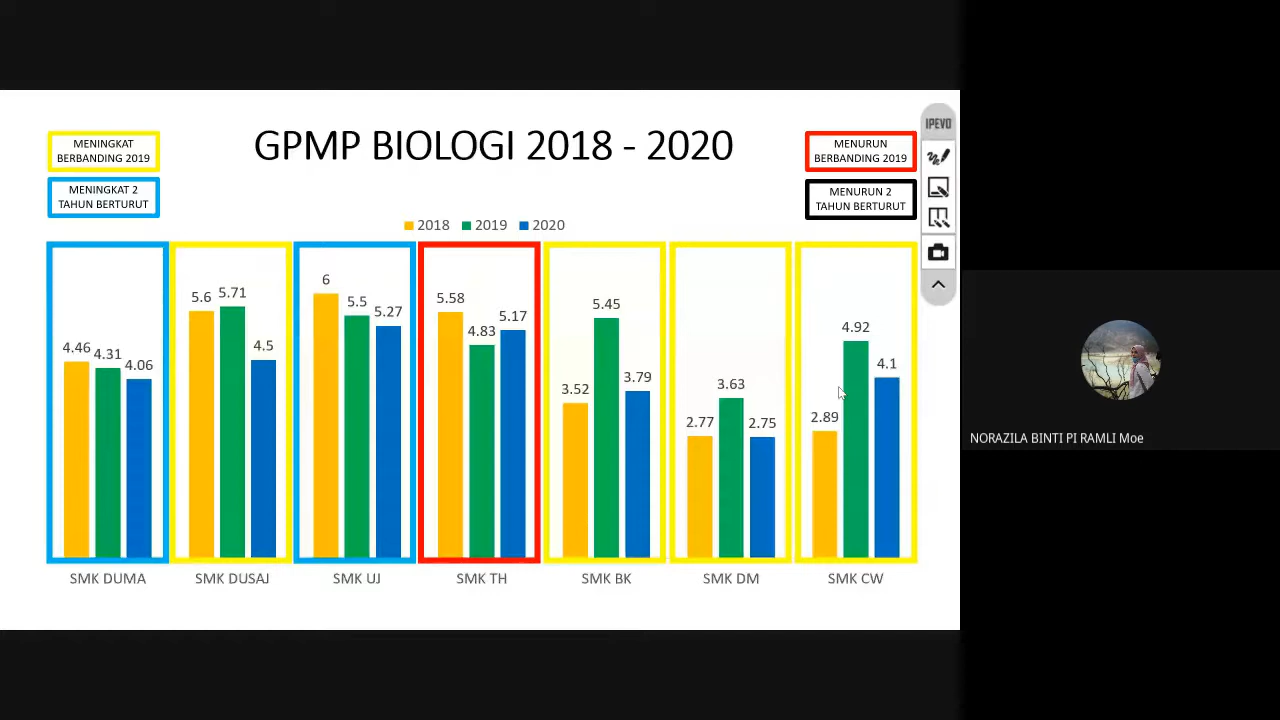 GPMP BIOLOGI 2018 - 2020
MENINGKAT
BERBANDING 2019
MENINGKAT 2
TAHUN BERTURUT
MENURUN
BERBANDING 2019
MENURUN 2
TAHUN BERTURUT
IPEVO
2018 2019 2020
4.46 4.31 4.06
5.6 5.71 4.5
6 5.5 5.27
5.58 4.83 5.17
3.52 5.45 3.79
2.77 3.63 2.75
2.89 4.92 4.1
SMK DUMA SMK DUSAJ SMK UJ SMK TH SMK BK SMK DM SMK CW
NORAZILA BINTI PI RAMLI Moe